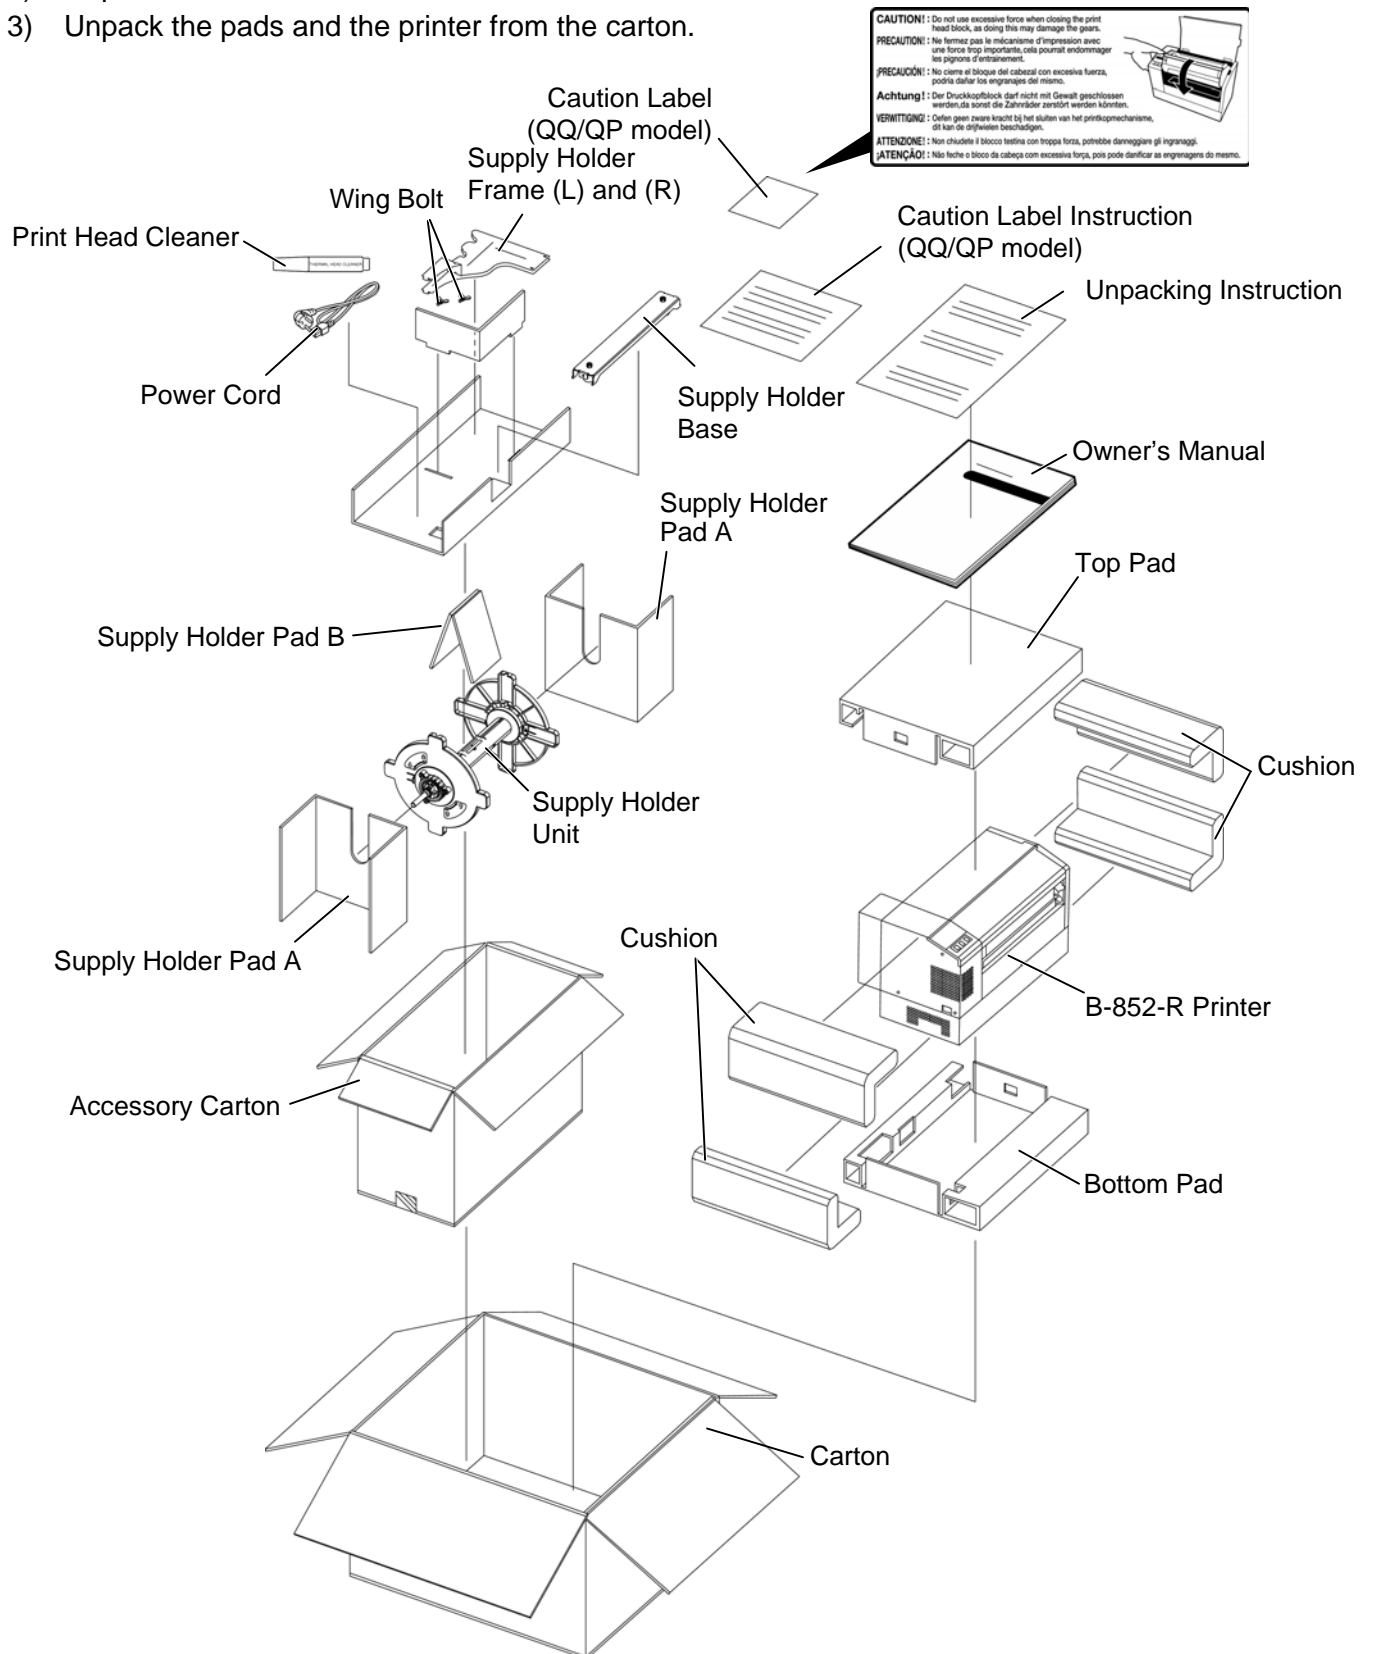 3) Unpack the pads and the printer from the carton.
CAUTION! : Do not use excessive force when closing the print
head block, as doing this may damage the gears.
PRECAUTION! : Ne fermez pas le mécanisme d'impression avec
une force trop importante, cela pourrait endommager
les pignons d'entrainement.
¡PRECAUCIÓN! : No cierre el bloque del cabezal con excesiva fuerza,
podría dañar los engranajes del mismo.
Achtung! : Der Druckkopfblock darf nicht mit Gewalt geschlossen
werden,da sonst die Zahnräder zerstört werden könnten.
VERWITTIGING! : Oefen geen zware kracht bij het sluiten van het printkopmechanisme,
dit kan de drijfwielen beschadigen.
ATTENZIONE! : Non chiudete il blocco testina con troppa forza, potrebbe danneggiare gli ingranaggi.
¡ATENÇÃO! : Não feche o bloco da cabeça com excessiva força, pois pode danificar as engrenagens do mesmo.
Caution Label
(QQ/QP model)
Supply Holder
Frame (L) and (R)
Wing Bolt
Print Head Cleaner
THERMAL HEAD CLEANER
Caution Label Instruction
(QQ/QP model)
Unpacking Instruction
Power Cord
Supply Holder
Base
Owner's Manual
Supply Holder
Pad A
Top Pad
Supply Holder Pad B
Cushion
Supply Holder
Unit
Supply Holder Pad A
Cushion
B-852-R Printer
Accessory Carton
Bottom Pad
Carton